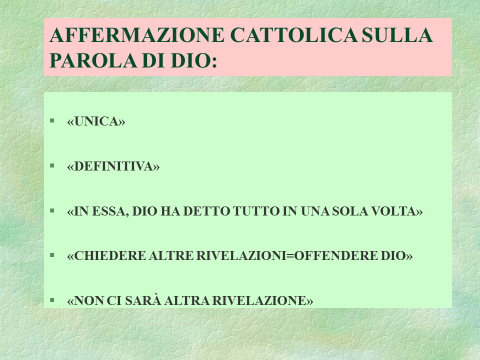 AFFERMAZIONE CATTOLICA SULLA
PAROLA DI DIO:
▪ «UNICA»
▪ «DEFINITIVA»
▪ «IN ESSA, DIO HA DETTO TUTTO IN UNA SOLA VOLTA»
▪ «CHIEDERE ALTRE RIVELAZIONI=OFFENDERE DIO»
▪ «NON CI SARÀ ALTRA RIVELAZIONE»